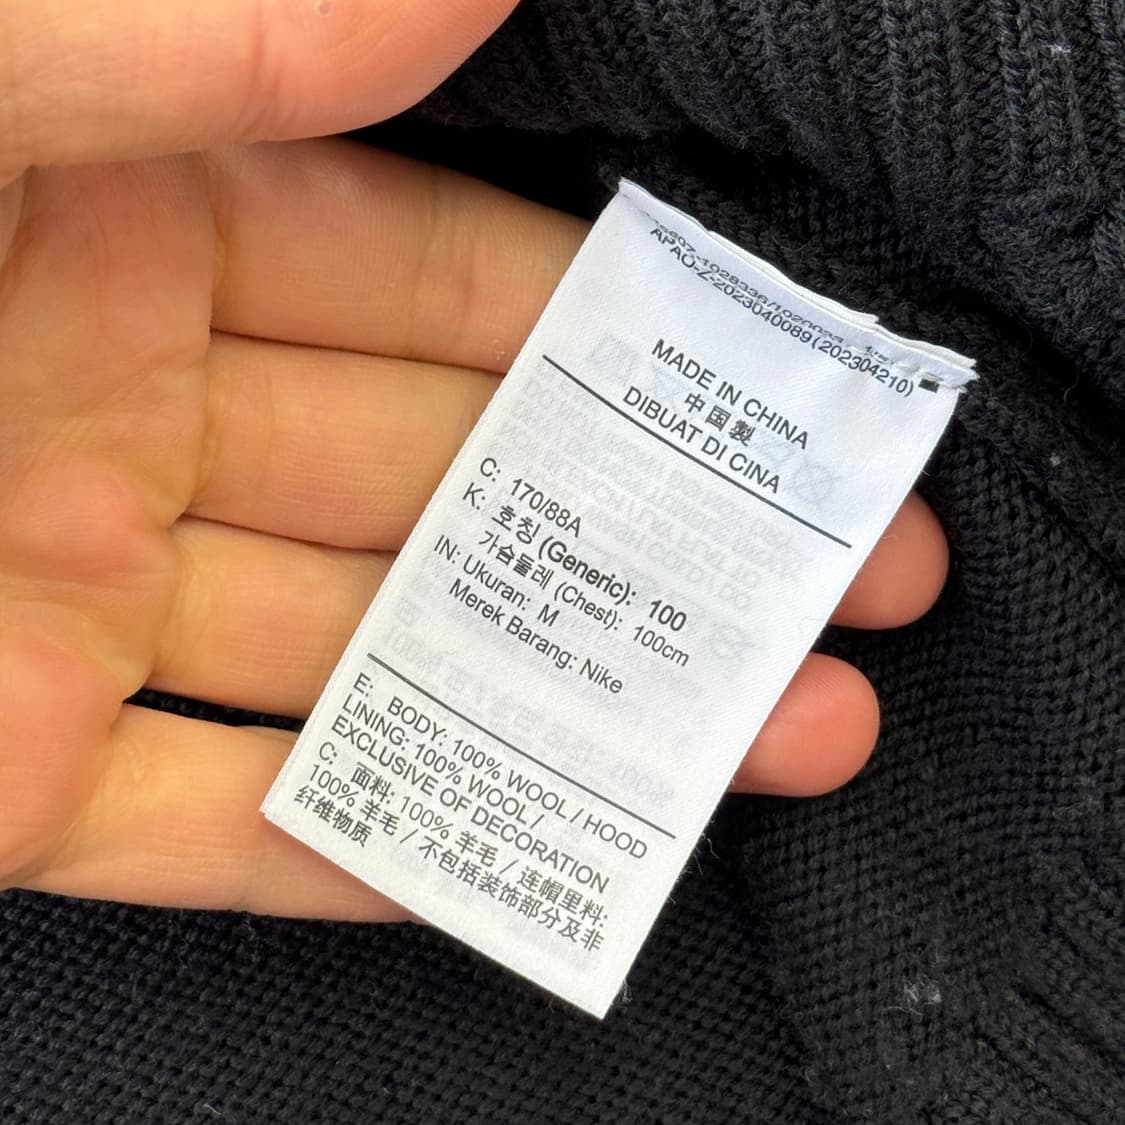 APAC-Z-2023040089(202304210)
MADE IN CHINA
中国製
DIBUAT DI CINA
C: 170/88A
K: 호칭 (Generic): 100
가슴둘레 (Chest): 100cm
IN: Ukuran: M
Merek Barang: Nike
E: BODY: 100% WOOL / HOOD
LINING: 100% WOOL /
EXCLUSIVE OF DECORATION
C: 面料: 100% 羊毛 / 连帽里料:
100% 羊毛 / 不包括装饰部分及非
纤维物质